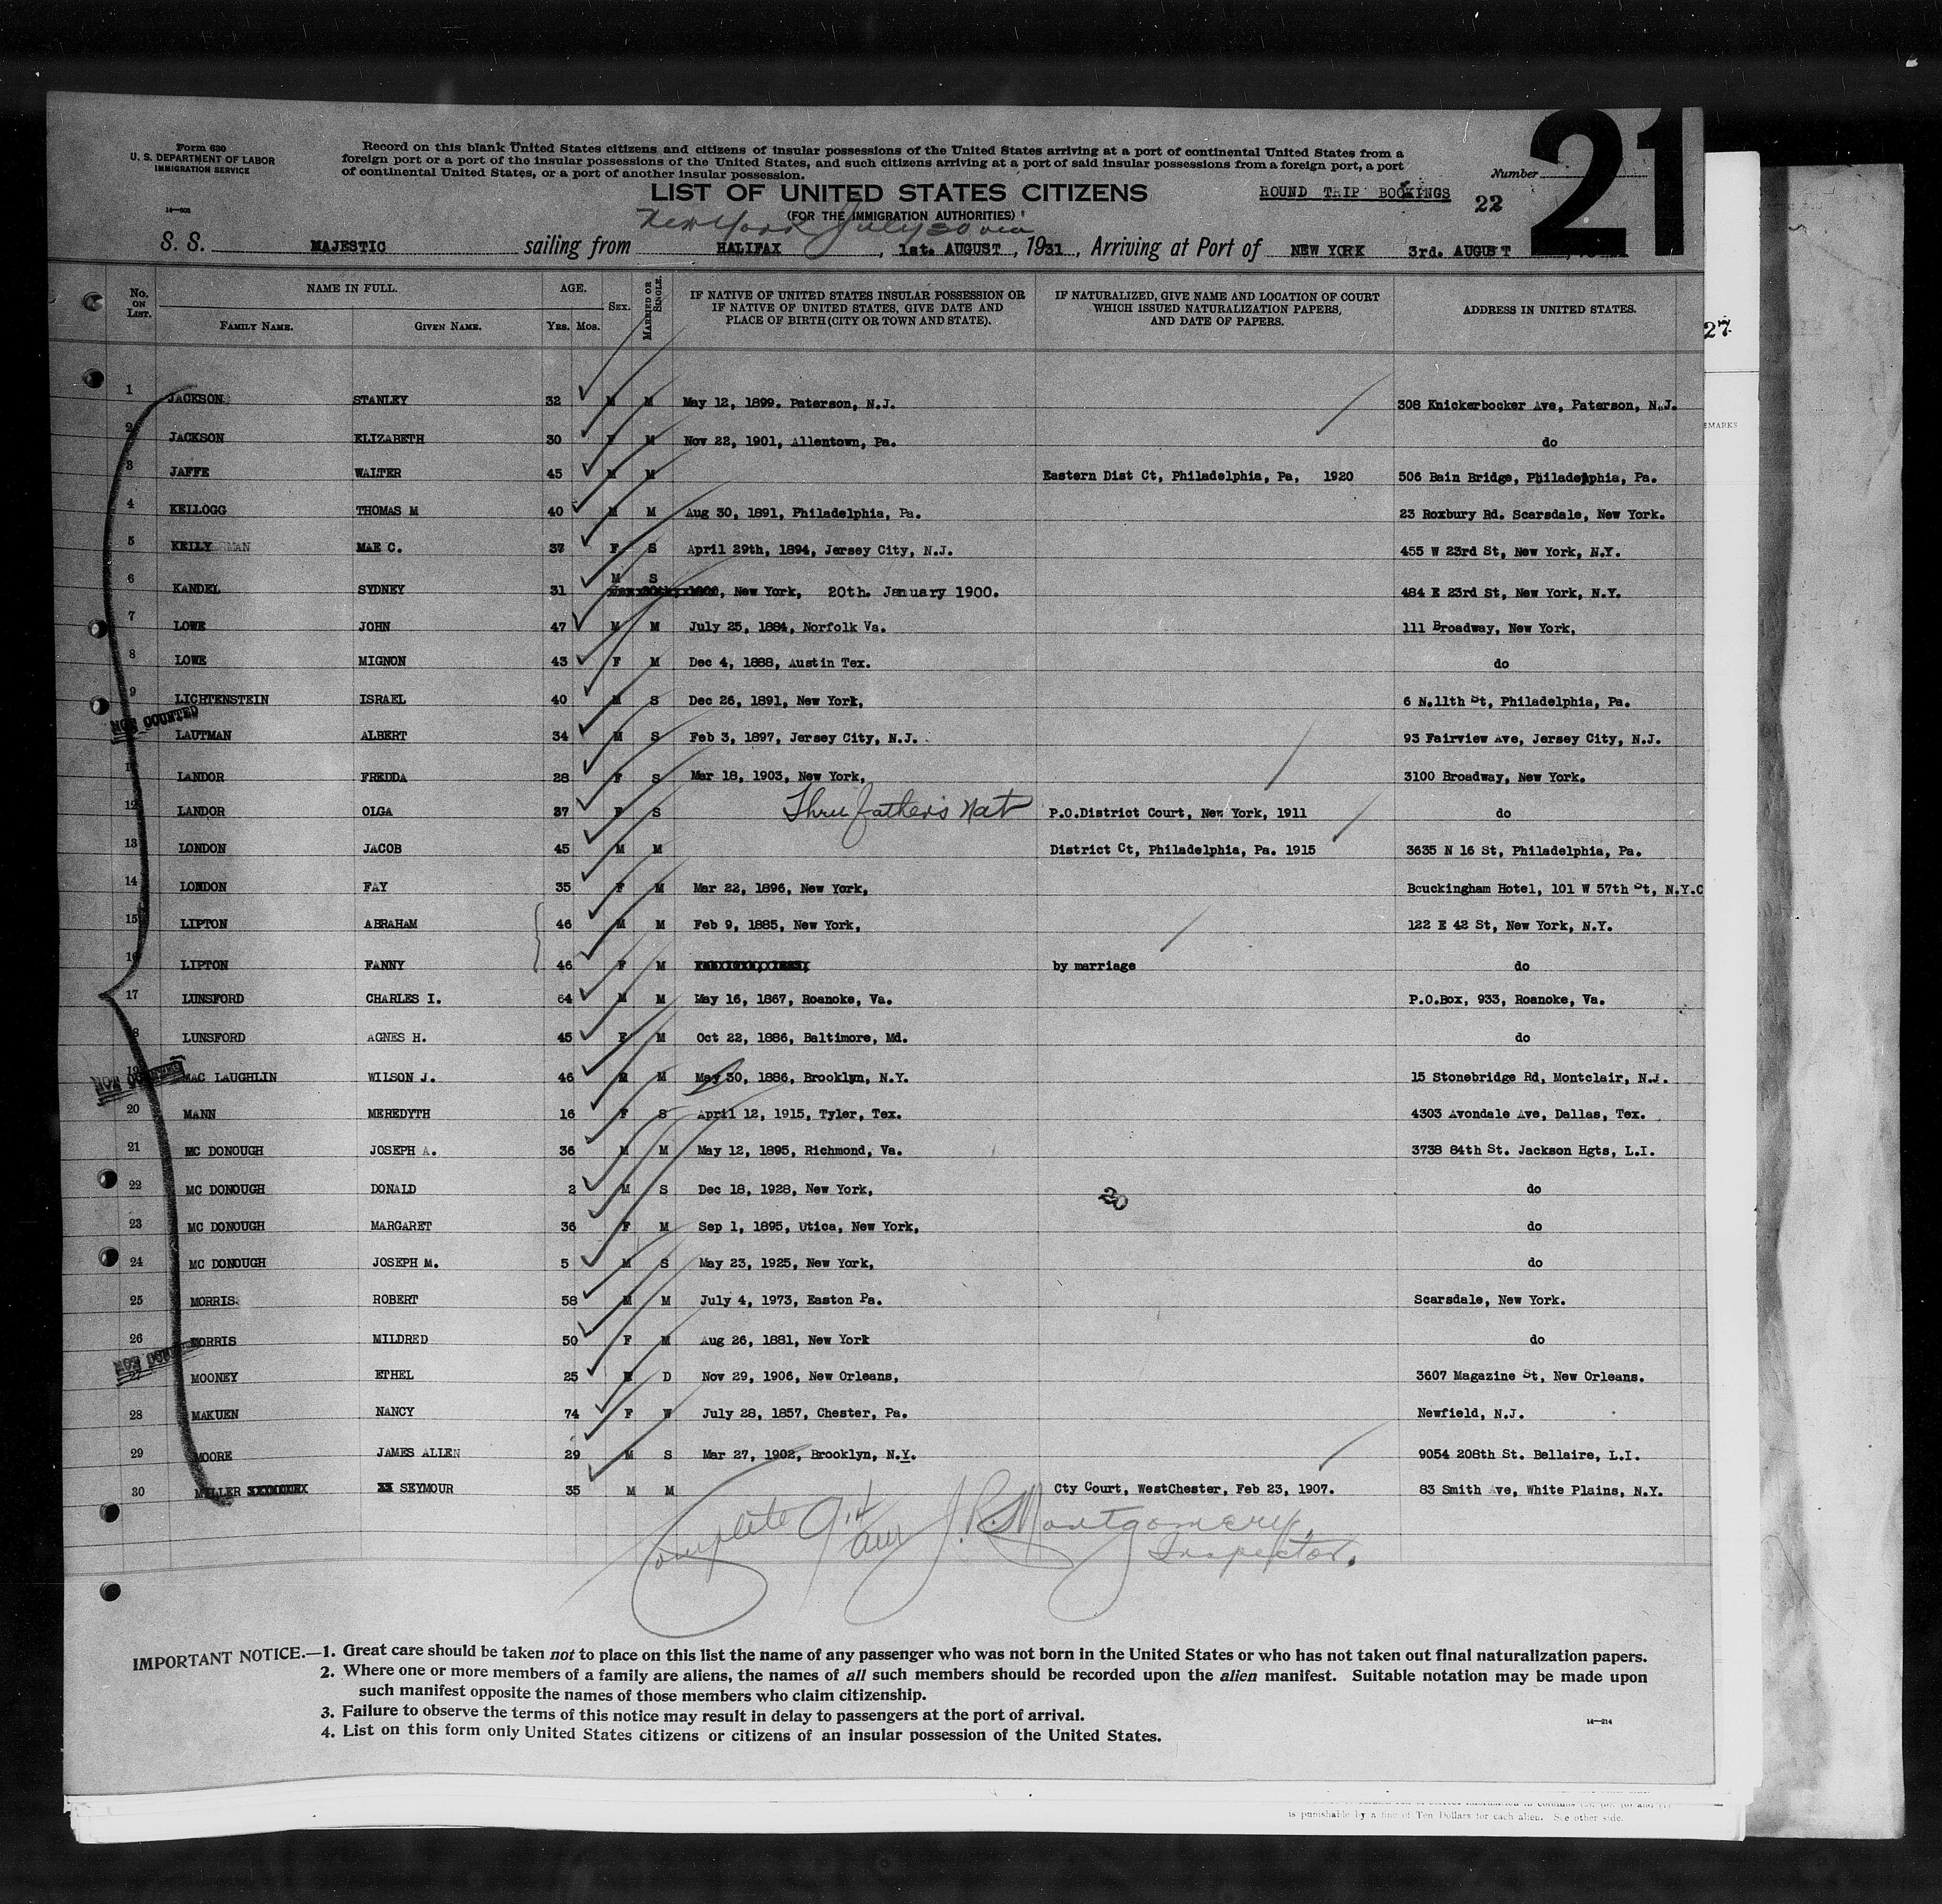 Form 630
U. S. DEPARTMENT OF LABOR
IMMIGRATION SERVICE
Record on this blank United States citizens and citizens of insular possessions of the United States arriving at a port of continental United States from a
foreign port or a port of the insular possessions of the United States, and such citizens arriving at a port of said insular possessions from a foreign port, a port
of continental United States, or a port of another insular possession.
Number
21
LIST OF UNITED STATES CITIZENS
ROUND TRIP BOOKINGS
22
(FOR THE IMMIGRATION AUTHORITIES)
New York July 30 via
S. S. MAJESTIC sailing from HALIFAX, 1st. AUGUST, 1931, Arriving at Port of NEW YORK 3rd. AUGUST
No. ON LIST. NAME IN FULL. FAMILY NAME. GIVEN NAME. AGE. Yrs. Mos. SEX. MARRIED OR SINGLE. IF NATIVE OF UNITED STATES INSULAR POSSESSION OR IF NATIVE OF UNITED STATES, GIVE DATE AND PLACE OF BIRTH (CITY OR TOWN AND STATE). IF NATURALIZED, GIVE NAME AND LOCATION OF COURT WHICH ISSUED NATURALIZATION PAPERS, AND DATE OF PAPERS. ADDRESS IN UNITED STATES.
27
EMARKS
1 JACKSON STANLEY 32 M M May 12, 1899. Paterson, N.J. 308 Knickerbocker Ave, Paterson, N.J.
2 JACKSON ELIZABETH 30 F M Nov 22, 1901, Allentown, Pa. do
3 JAFFE WALTER 45 M M Eastern Dist Ct, Philadelphia, Pa, 1920 506 Bain Bridge, Philadelphia, Pa.
4 KELLOGG THOMAS M 40 M M Aug 30, 1891, Philadelphia, Pa. 23 Roxbury Rd. Scarsdale, New York.
5 KEILY MAN MAE C. 37 F S April 29th, 1894, Jersey City, N.J. 455 W 23rd St, New York, N.Y.
6 KANDEL SYDNEY 31 M S New York, 20th. January 1900. 484 E 23rd St, New York, N.Y.
7 LOWE JOHN 47 M M July 25, 1884, Norfolk Va. 111 Broadway, New York,
8 LOWE MIGNON 43 F M Dec 4, 1888, Austin Tex. do
9 LICHTENSTEIN ISRAEL 40 M S Dec 26, 1891, New York, 6 N.11th St, Philadelphia, Pa.
NON COUNTED
LAUTMAN ALBERT 34 M S Feb 3, 1897, Jersey City, N.J. 93 Fairview Ave, Jersey City, N.J.
LANDOR FREDDA 28 F S Mar 18, 1903, New York, 3100 Broadway, New York.
12 LANDOR OLGA 37 F S Thru father's Nat P.O.District Court, New York, 1911 do
13 LONDON JACOB 45 M M District Ct, Philadelphia, Pa. 1915 3635 N 16 St, Philadelphia, Pa.
14 LONDON FAY 35 F M Mar 22, 1896, New York, Bcuckingham Hotel, 101 W 57th St, N.Y.C
15 LIPTON ABRAHAM 46 M M Feb 9, 1885, New York, 122 E 42 St, New York, N.Y.
16 LIPTON FANNY 46 F M by marriage do
17 LUNSFORD CHARLES I. 64 M M May 16, 1867, Roanoke, Va. P.O.Box, 933, Roanoke, Va.
18 LUNSFORD AGNES H. 45 F M Oct 22, 1886, Baltimore, Md. do
19 MAC LAUGHLIN WILSON J. 46 M M May 30, 1886, Brooklyn, N.Y. 15 Stonebridge Rd, Montclair, N.J.
20 MANN MEREDYTH 16 F S April 12, 1915, Tyler, Tex. 4303 Avondale Ave, Dallas, Tex.
21 MC DONOUGH JOSEPH A. 36 M M May 12, 1895, Richmond, Va. 3738 84th St. Jackson Hgts, L.I.
22 MC DONOUGH DONALD 2 M S Dec 18, 1928, New York, 20 do
23 MC DONOUGH MARGARET 36 F M Sep 1, 1895, Utica, New York, do
24 MC DONOUGH JOSEPH M. 5 M S May 23, 1925, New York, do
25 MORRIS ROBERT 58 M M July 4, 1973, Easton Pa. Scarsdale, New York.
26 MORRIS MILDRED 50 F M Aug 26, 1881, New York do
27 MOONEY ETHEL 25 D Nov 29, 1906, New Orleans, 3607 Magazine St, New Orleans.
28 MAKUEN NANCY 74 F W July 28, 1857, Chester, Pa. Newfield, N.J.
29 MOORE JAMES ALLEN 29 M S Mar 27, 1902, Brooklyn, N.Y. 9054 208th St. Bellaire, L.I.
30 MILLER SEYMOUR 35 M M Cty Court, WestChester, Feb 23, 1907. 83 Smith Ave, White Plains, N.Y.
Complete J.R. Montgomery,
Inspector.
IMPORTANT NOTICE.—1. Great care should be taken not to place on this list the name of any passenger who was not born in the United States or who has not taken out final naturalization papers.
2. Where one or more members of a family are aliens, the names of all such members should be recorded upon the alien manifest. Suitable notation may be made upon
such manifest opposite the names of those members who claim citizenship.
3. Failure to observe the terms of this notice may result in delay to passengers at the port of arrival.
4. List on this form only United States citizens or citizens of an insular possession of the United States.
14—214
is punishable by a fine of Ten Dollars for each alien. See other side.